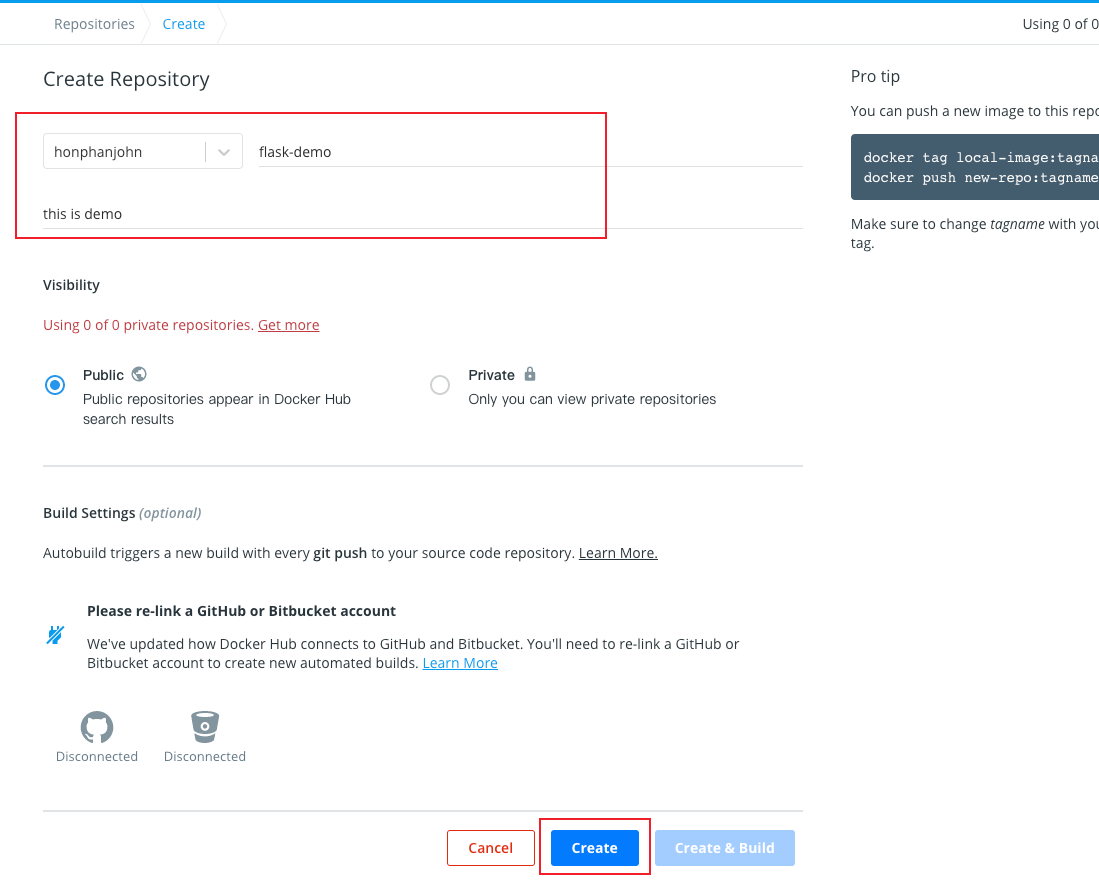 Repositories
Create
Using 0 of 0
Create Repository
honphanjohn
flask-demo
this is demo
Visibility
Using 0 of 0 private repositories. Get more
Public
Public repositories appear in Docker Hub
search results
Private
Only you can view private repositories
Build Settings (optional)
Autobuild triggers a new build with every git push to your source code repository. Learn More.
Please re-link a GitHub or Bitbucket account
We've updated how Docker Hub connects to GitHub and Bitbucket. You'll need to re-link a GitHub or
Bitbucket account to create new automated builds. Learn More
Disconnected
Disconnected
Cancel
Create
Create & Build
Pro tip
You can push a new image to this repo
docker tag local-image:tagna
docker push new-repo:tagname
Make sure to change tagname with you
tag.